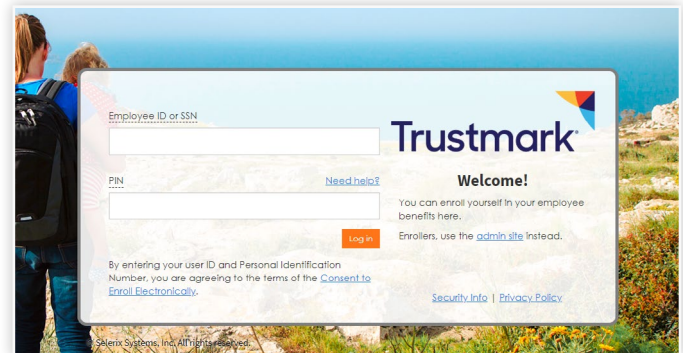 Employee ID or SSN
PIN
Need help?
Log in
By entering your user ID and Personal Identification
Number, you are agreeing to the terms of the Consent to
Enroll Electronically.
Trustmark
Welcome!
You can enroll yourself in your employee
benefits here.
Enrollers, use the admin site instead.
Security Info | Privacy Policy
Selerix Systems, Inc. All rights reserved.